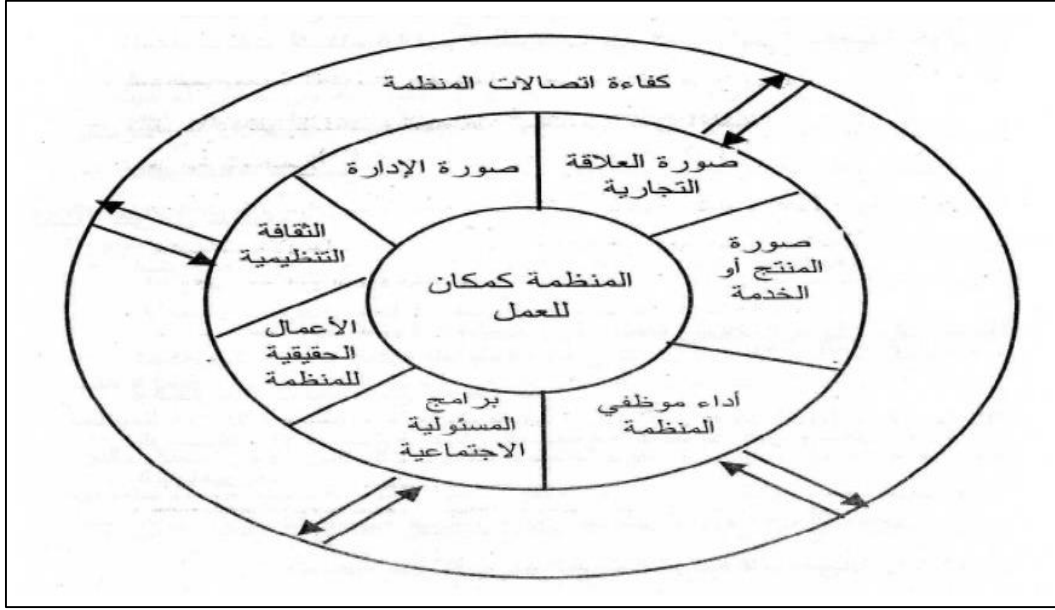 كفاءة اتصالات المنظمة
صورة العلاقة
التجارية
صورة الإدارة
صورة
المنتج أو
الخدمة
الثقافة
التنظيمية
المنظمة كمكان
للعمل
الأعمال
الحقيقية
للمنظمة
برامج
المسئولية
الاجتماعية
أداء موظفي
المنظمة